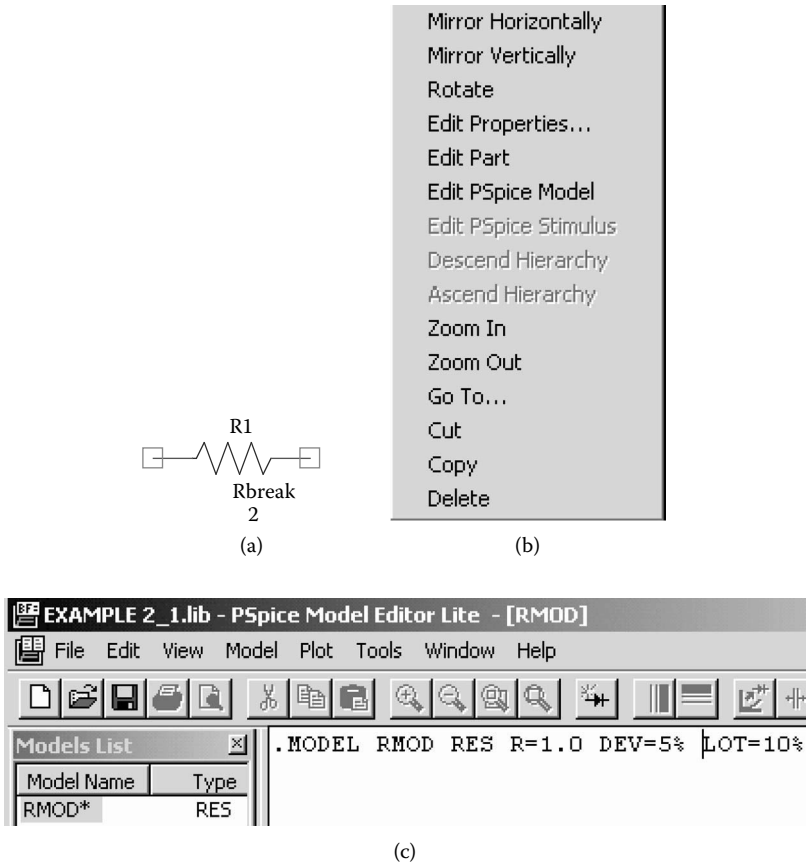 Mirror Horizontally
Mirror Vertically
Rotate
Edit Properties...
Edit Part
Edit PSpice Model
Edit PSpice Stimulus
Descend Hierarchy
Ascend Hierarchy
Zoom In
Zoom Out
Go To...
Cut
Copy
Delete
R1
Rbreak
2
(a)
(b)
EXAMPLE 2_1.lib - PSpice Model Editor Lite - [RMOD]
File Edit View Model Plot Tools Window Help
Models List
Model Name Type
RMOD* RES
.MODEL RMOD RES R=1.0 DEV=5% LOT=10%
(c)